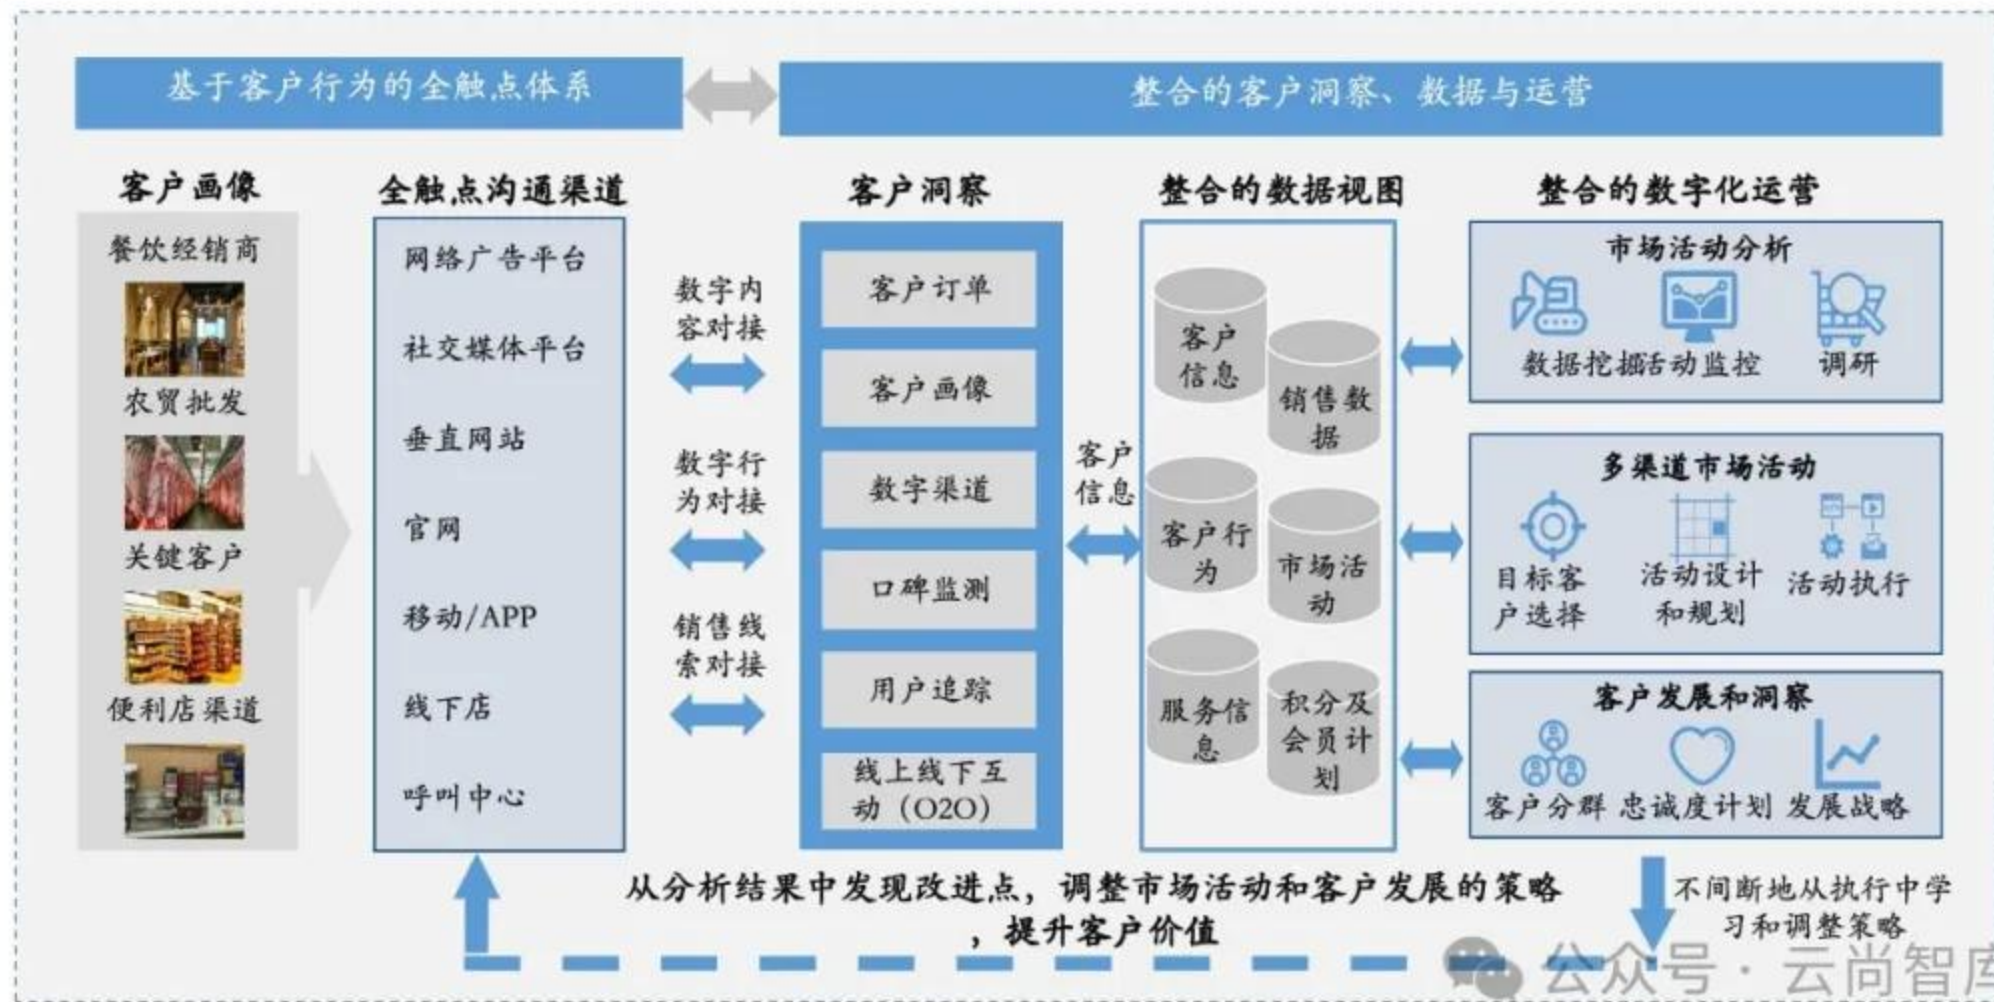 基于客户行为的全触点体系
整合的客户洞察、数据与运营
客户画像
餐饮经销商
农贸批发
关键客户
便利店渠道
全触点沟通渠道
网络广告平台
社交媒体平台
垂直网站
官网
移动/APP
线下店
呼叫中心
数字内
容对接
数字行
为对接
销售线
索对接
客户洞察
客户订单
客户画像
数字渠道
口碑监测
用户追踪
线上线下互
动（O2O）
客户
信息
整合的数据视图
客户
信息
销售数
据
客户行
为
市场活
动
服务信
息
积分及
会员计
划
整合的数字化运营
市场活动分析
数据挖掘
活动监控
调研
多渠道市场活动
目标客
户选择
活动设计
和规划
活动执行
客户发展和洞察
客户分群
忠诚度计划
发展战略
从分析结果中发现改进点，调整市场活动和客户发展的策略
，提升客户价值
不间断地从执行中学
习和调整策略
公众号·云尚智库